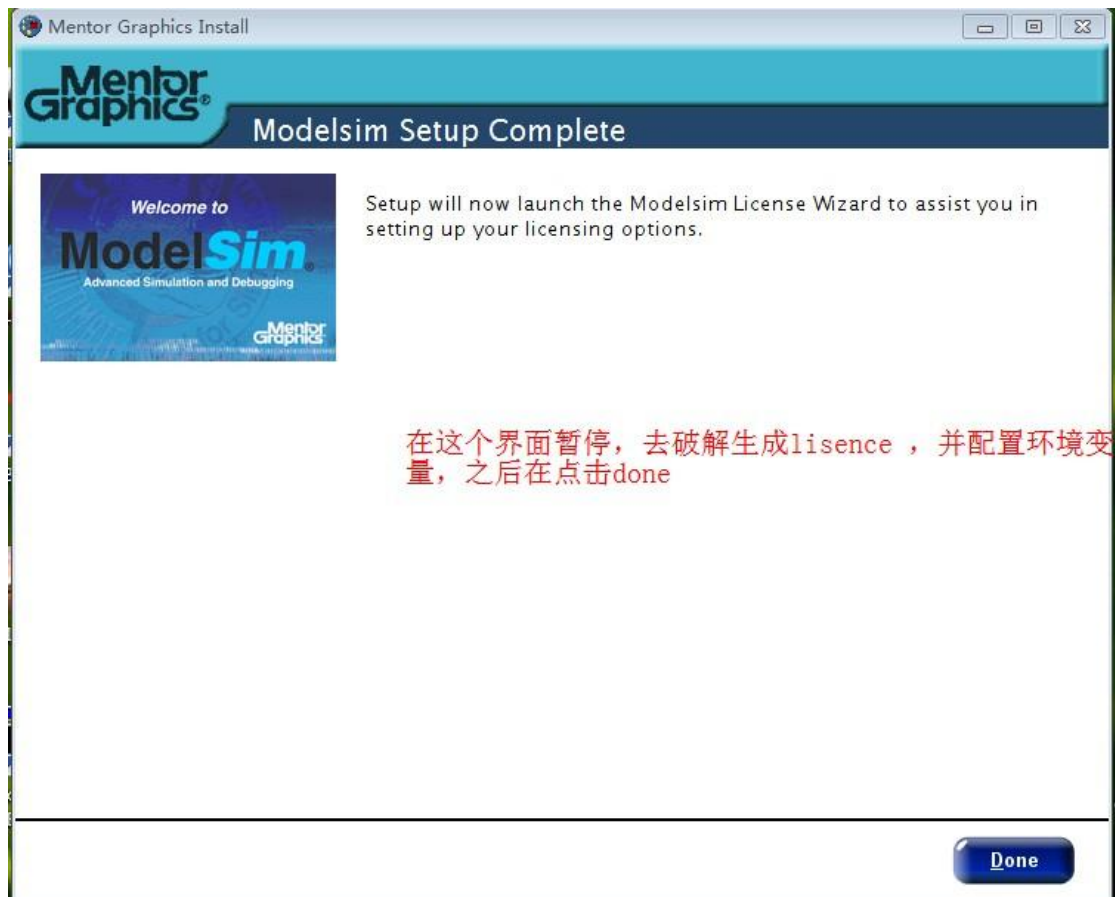 Mentor Graphics Install
Mentor
Graphics®
Modelsim Setup Complete
Welcome to
ModelSim®
Advanced Simulation and Debugging
Mentor
Graphics
Setup will now launch the Modelsim License Wizard to assist you in
setting up your licensing options.
在这个界面暂停，去破解生成lisence ，并配置环境变
量，之后在点击done
Done